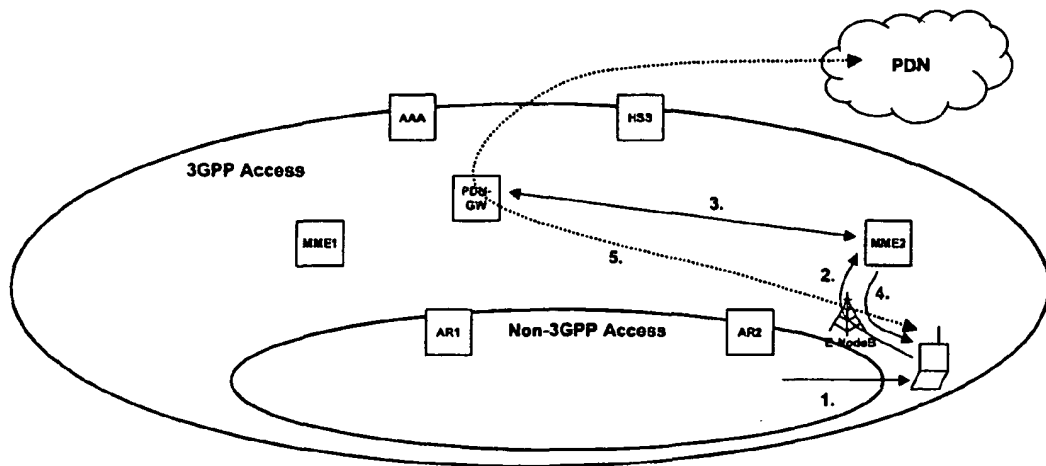 PDN
AAA
HSS
3GPP Access
PDN-
GW
3.
MME1
MME2
5.
2.
4.
AR1
Non-3GPP Access
AR2
E-NodeB
1.